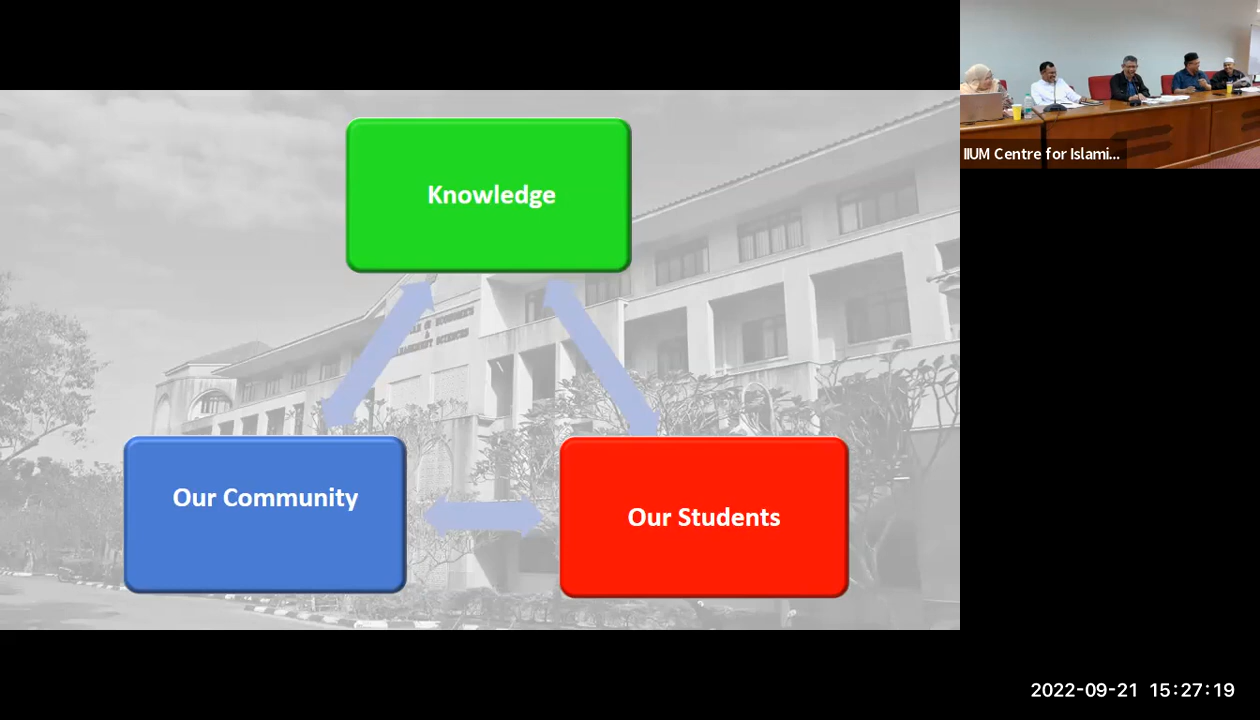 Knowledge
Our Community
Our Students
IIUM Centre for Islami...
2022-09-21 15:27:19